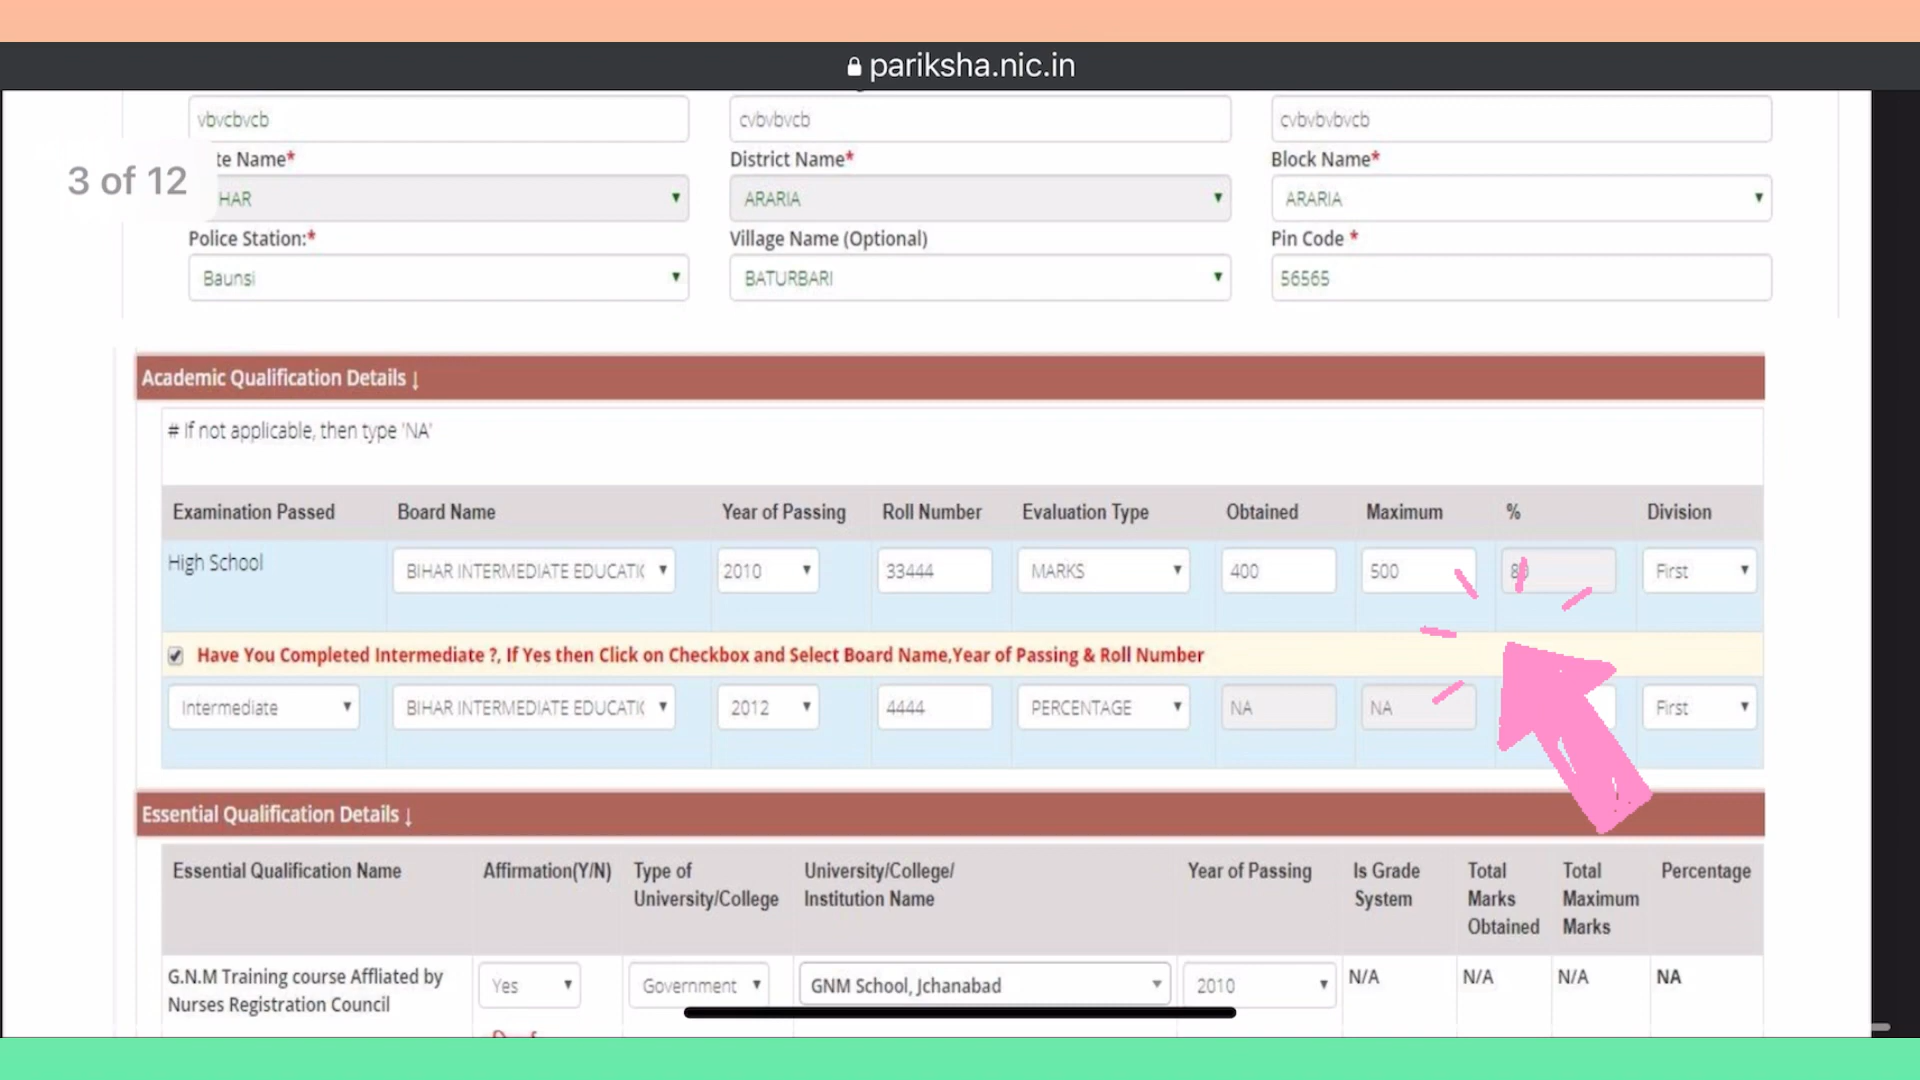 pariksha.nic.in
vbvcbvcb cvbvbvcb cvbvbvbvcb
3 of 12
te Name* District Name* Block Name*
HAR ARARIA ARARIA
Police Station:* Village Name (Optional) Pin Code *
Baunsi BATURBARI 56565
Academic Qualification Details ↓
# If not applicable, then type 'NA'
Examination Passed Board Name Year of Passing Roll Number Evaluation Type Obtained Maximum % Division
High School BIHAR INTERMEDIATE EDUCATIC 2010 33444 MARKS 400 500 First
Have You Completed Intermediate ?, If Yes then Click on Checkbox and Select Board Name,Year of Passing & Roll Number
Intermediate BIHAR INTERMEDIATE EDUCATIC 2012 4444 PERCENTAGE NA NA First
Essential Qualification Details ↓
Essential Qualification Name Affirmation(Y/N) Type of University/College/ Year of Passing Is Grade Total Total Percentage
University/College Institution Name System Marks Maximum
Obtained Marks
G.N.M Training course Affliated by Yes Government GNM School, Jchanabad 2010 N/A N/A N/A NA
Nurses Registration Council